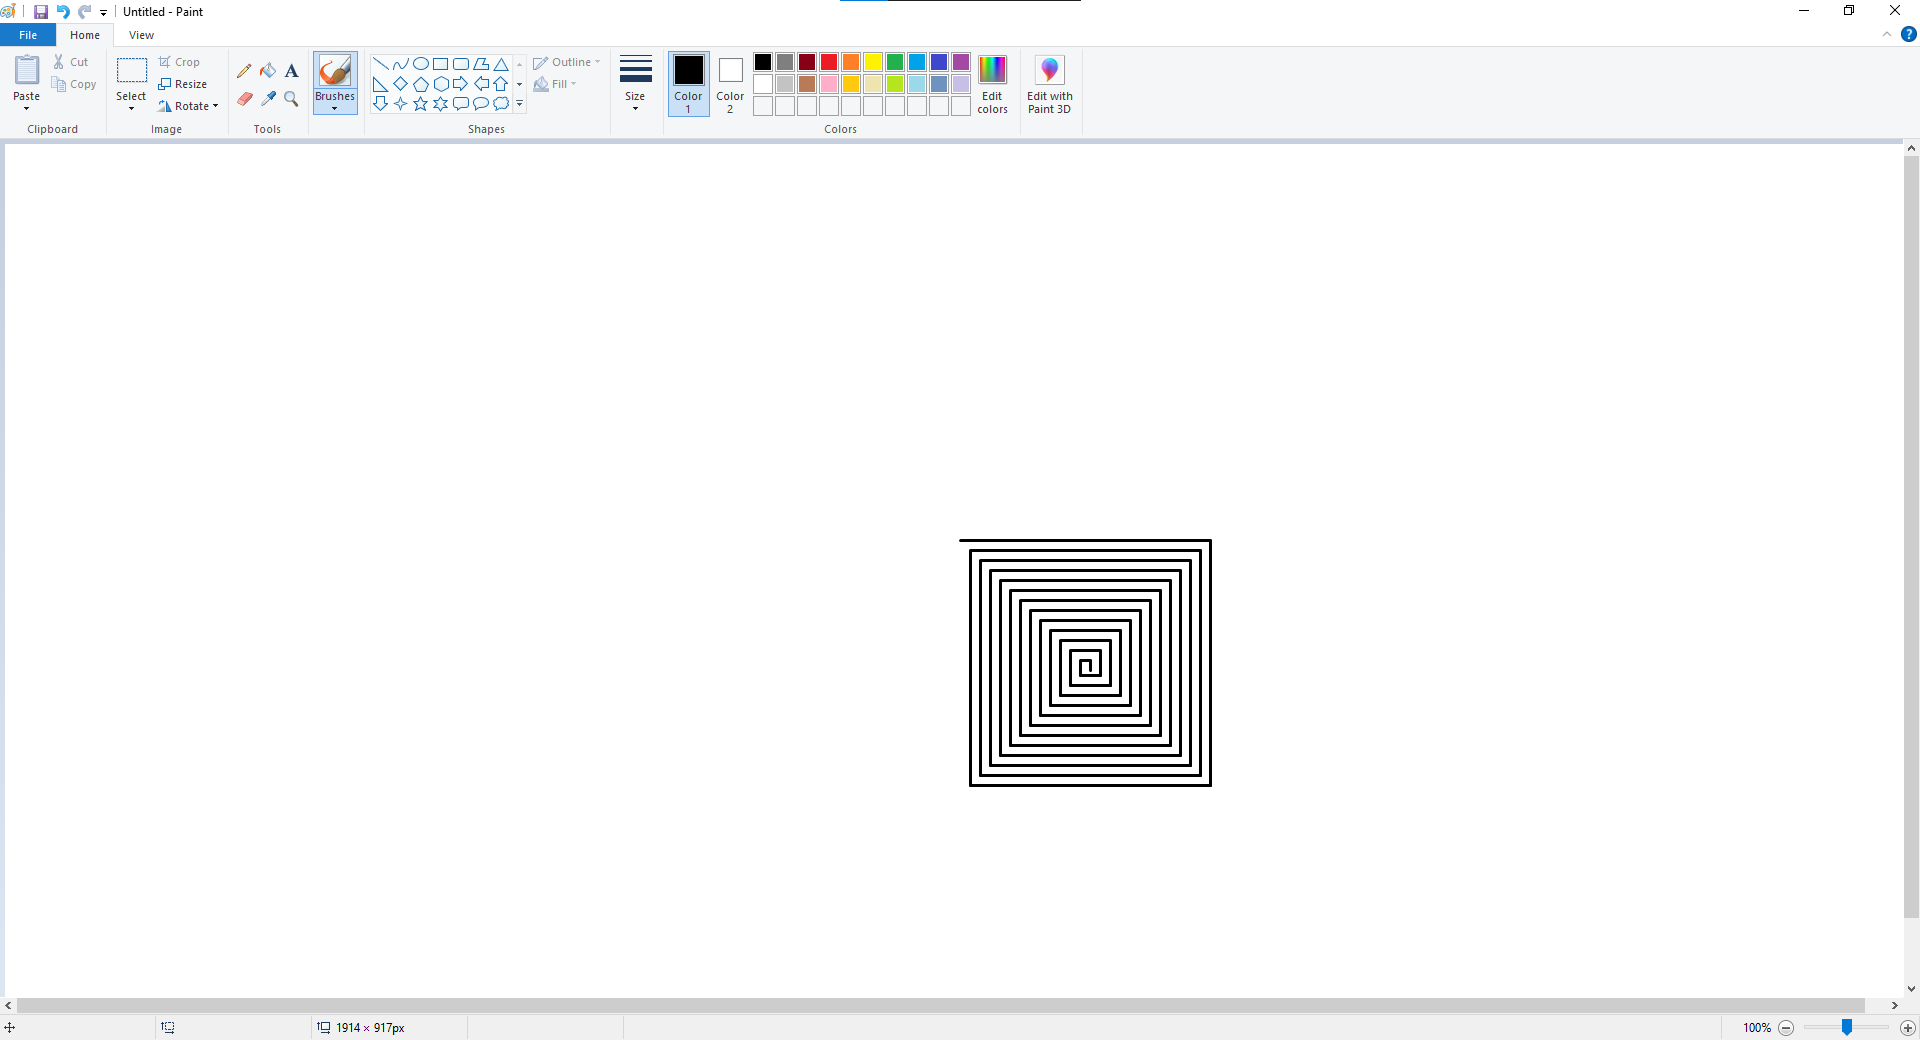 Untitled - Paint
File Home View
Paste
Cut
Copy
Clipboard
Select
Crop
Resize
Rotate
Image
A
Tools
Brushes
Shapes
Outline
Fill
Size
Color
1
Color
2
Colors
Edit
colors
Edit with
Paint 3D
?
1914 × 917px
100%